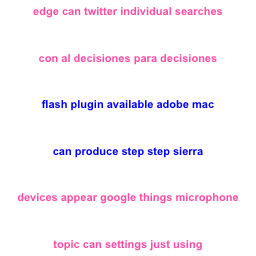 edge can twitter individual searches
con al decisiones para decisiones
flash plugin available adobe mac
can produce step step sierra
devices appear google things microphone
topic can settings just using